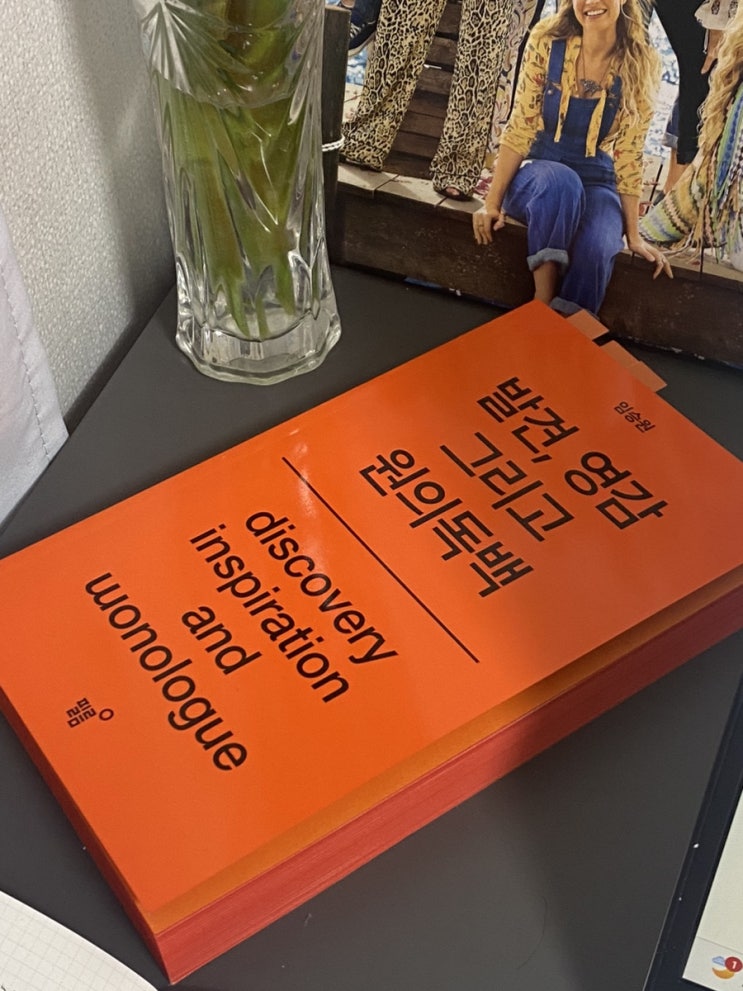 임승원
발견, 영감
그리고
원의독백
discovery
inspiration
and
wonologue
필름
1